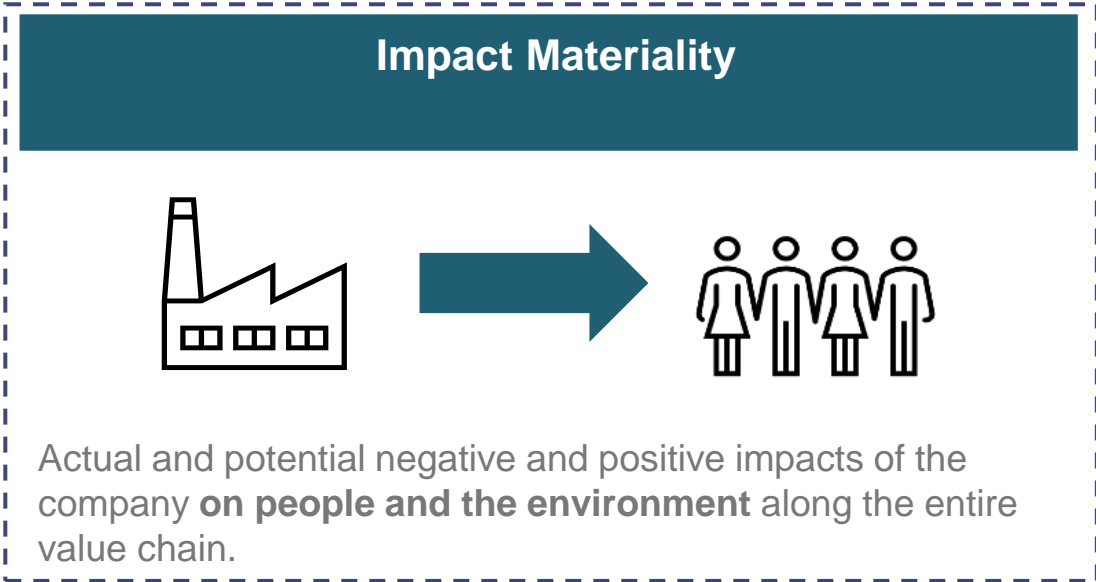 Impact Materiality
Actual and potential negative and positive impacts of the
company on people and the environment along the entire
value chain.